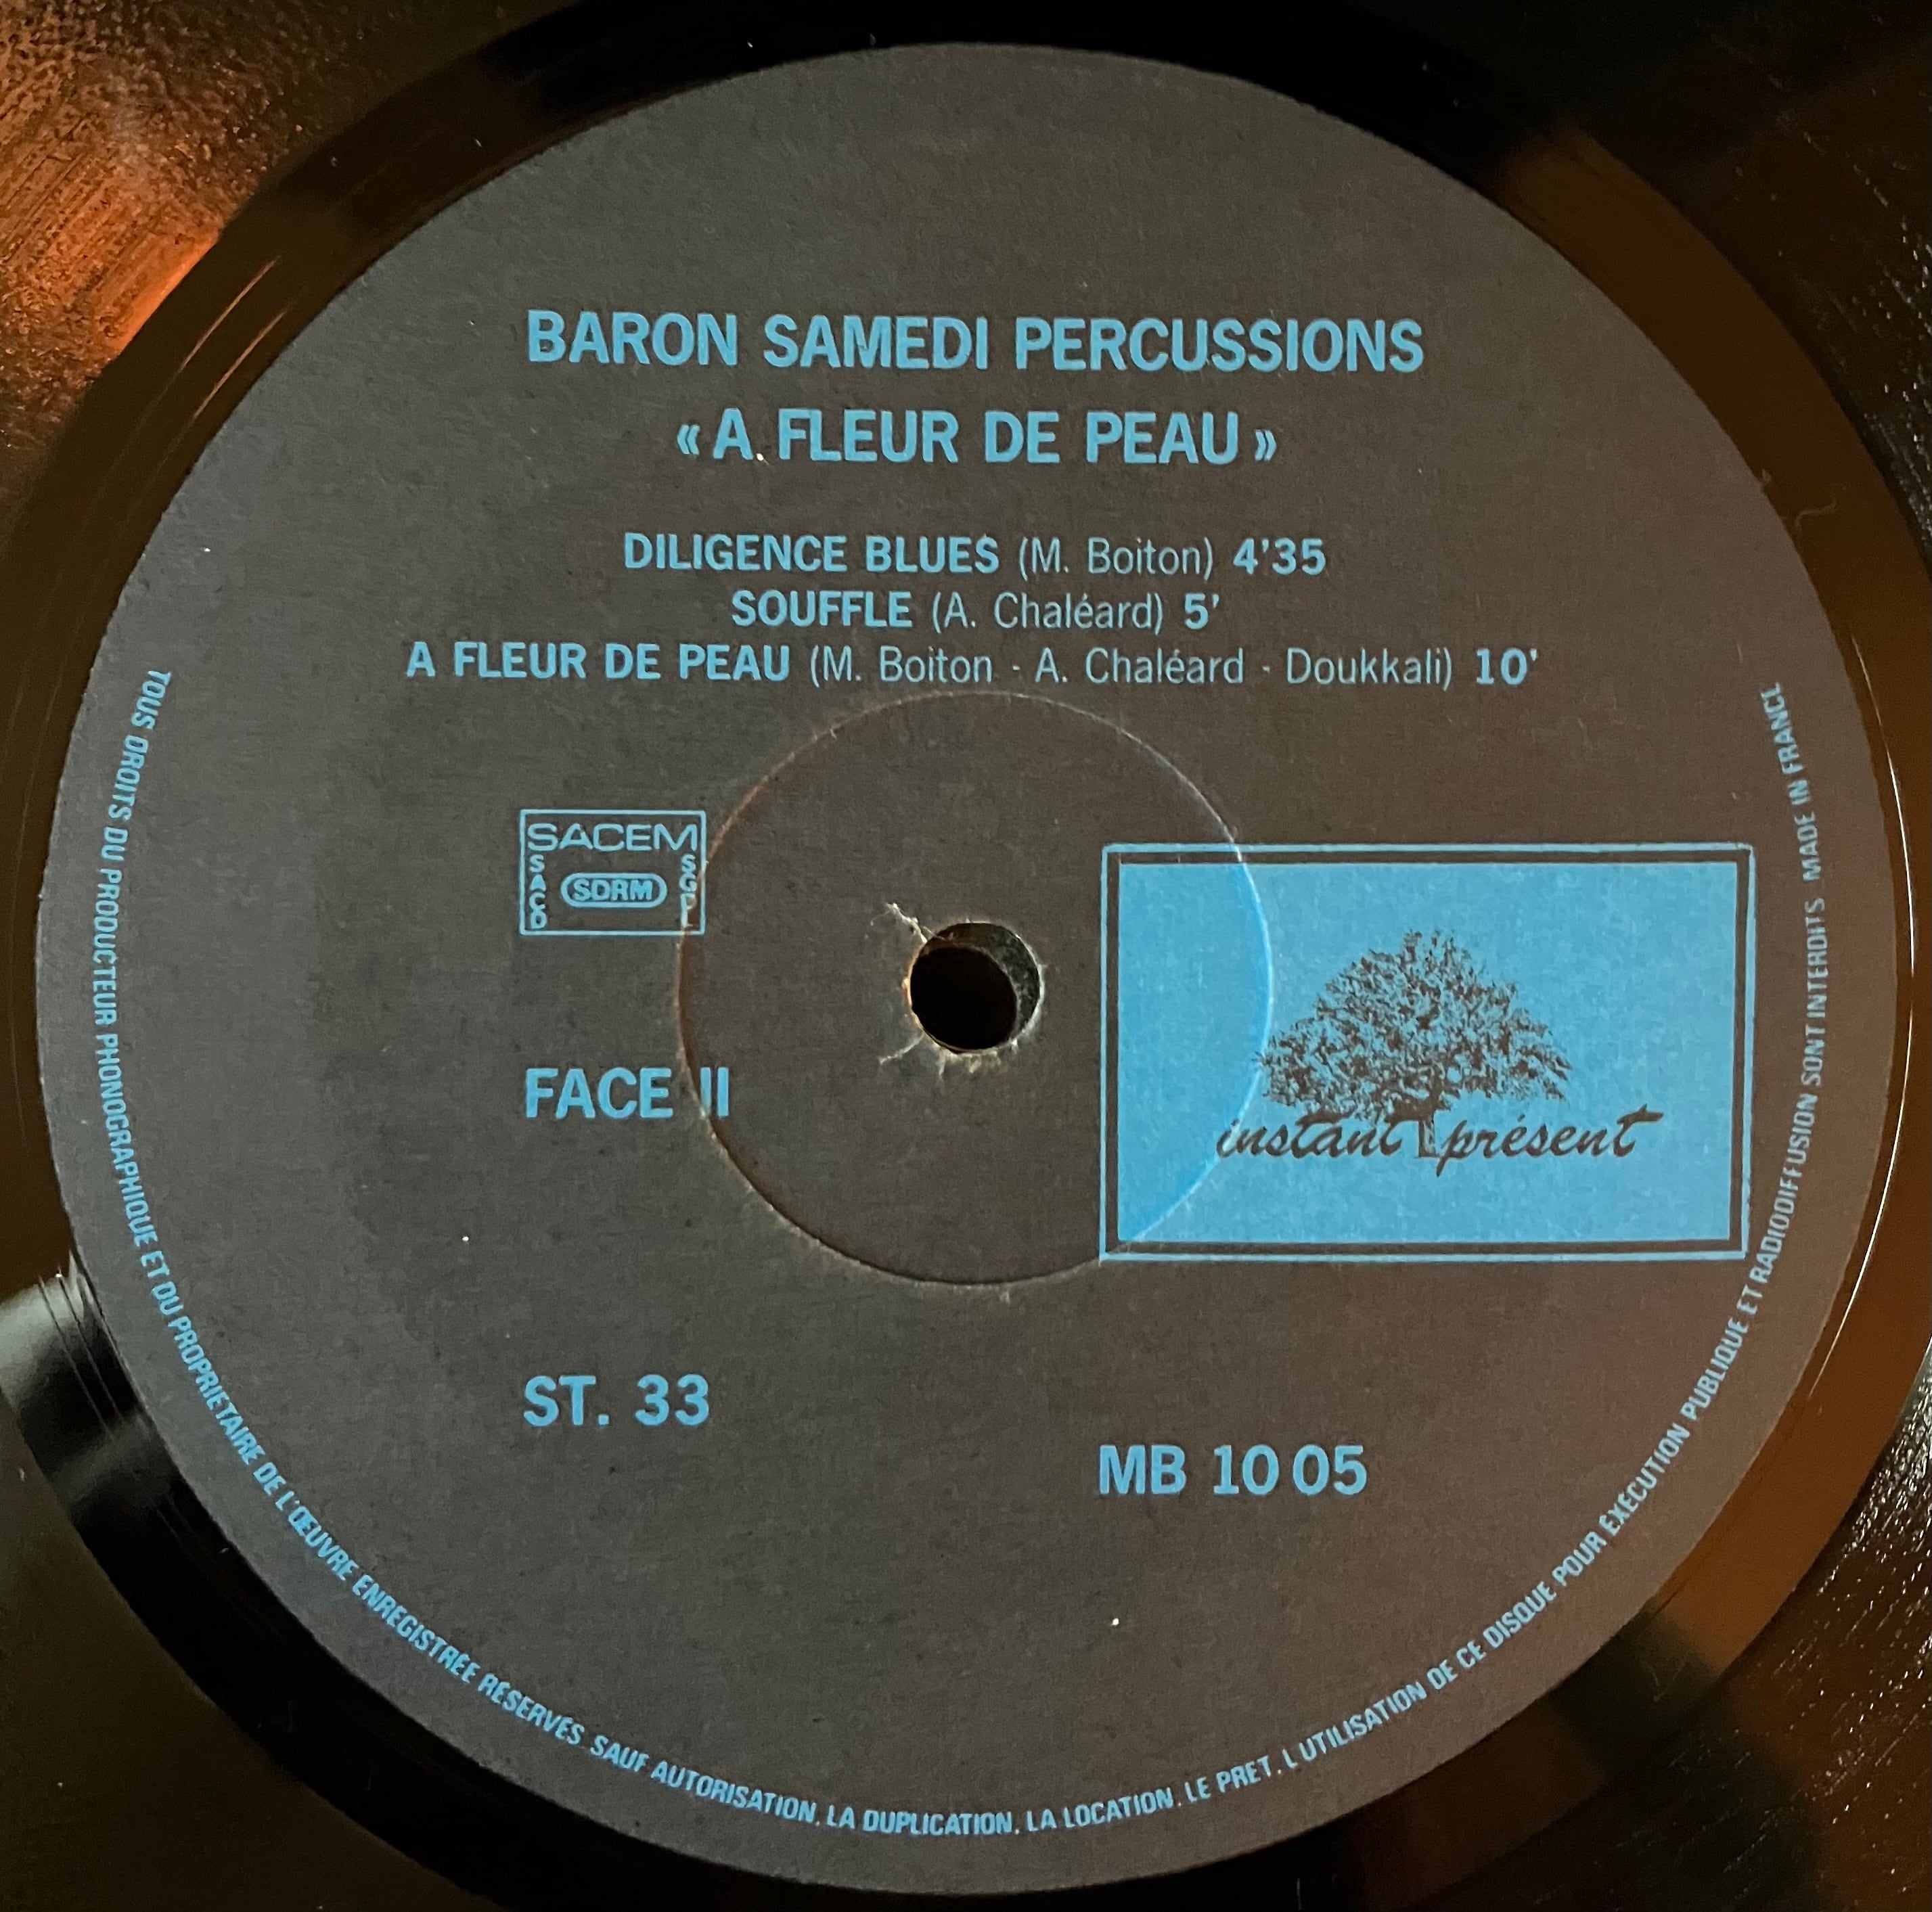 BARON SAMEDI PERCUSSIONS
« A FLEUR DE PEAU »
DILIGENCE BLUES (M. Boiton) 4'35
SOUFFLE (A. Chaléard) 5'
A FLEUR DE PEAU (M. Boiton - A. Chaléard - Doukkali) 10'
SACEM
SACD
SDRM
SGDL
instant présent
FACE II
ST. 33
MB 10 05
TOUS DROITS DU PRODUCTEUR PHONOGRAPHIQUE ET DU PROPRIETAIRE DE L'ŒUVRE ENREGISTRÉE RÉSERVÉS. SAUF AUTORISATION, LA DUPLICATION, LA LOCATION, LE PRET, L'UTILISATION DE CE DISQUE POUR EXÉCUTION PUBLIQUE ET RADIODIFFUSION SONT INTERDITS MADE IN FRANCE